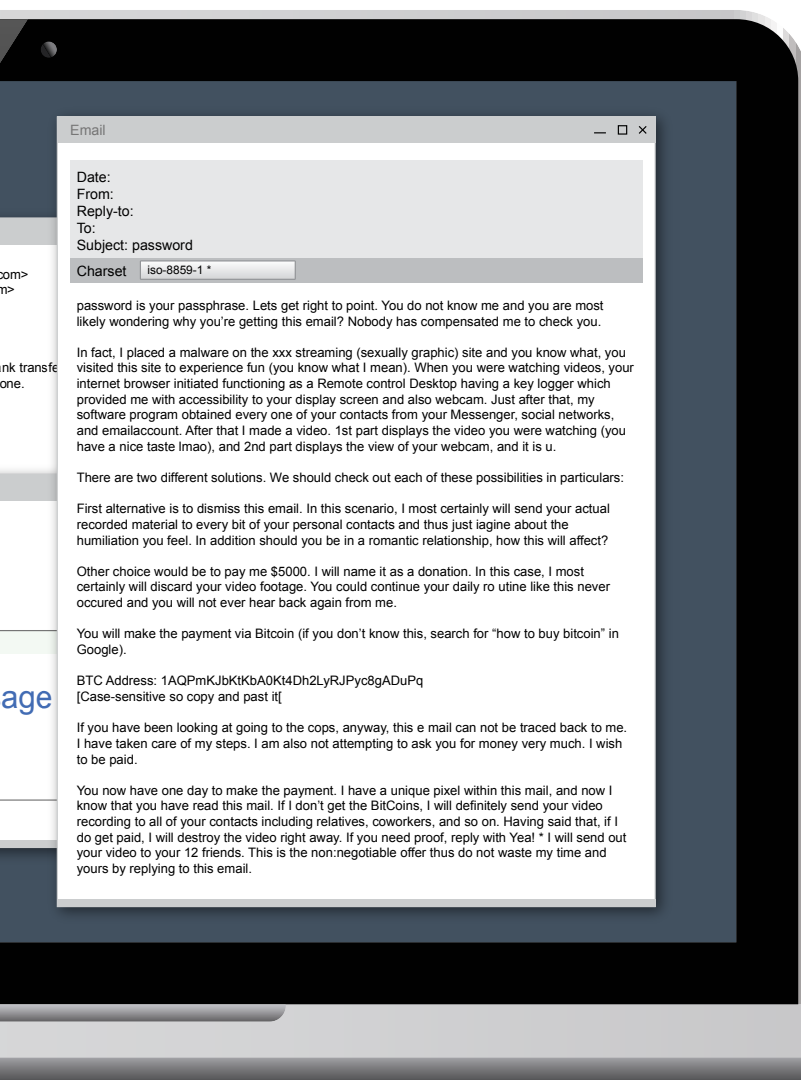 Email
Date:
From:
Reply-to:
To:
Subject: password
Charset iso-8859-1 *
com>
m>
nk transfe
one.
age
password is your passphrase. Lets get right to point. You do not know me and you are most
likely wondering why you're getting this email? Nobody has compensated me to check you.
In fact, I placed a malware on the xxx streaming (sexually graphic) site and you know what, you
visited this site to experience fun (you know what I mean). When you were watching videos, your
internet browser initiated functioning as a Remote control Desktop having a key logger which
provided me with accessibility to your display screen and also webcam. Just after that, my
software program obtained every one of your contacts from your Messenger, social networks,
and emailaccount. After that I made a video. 1st part displays the video you were watching (you
have a nice taste lmao), and 2nd part displays the view of your webcam, and it is u.
There are two different solutions. We should check out each of these possibilities in particulars:
First alternative is to dismiss this email. In this scenario, I most certainly will send your actual
recorded material to every bit of your personal contacts and thus just iagine about the
humiliation you feel. In addition should you be in a romantic relationship, how this will affect?
Other choice would be to pay me $5000. I will name it as a donation. In this case, I most
certainly will discard your video footage. You could continue your daily ro utine like this never
occured and you will not ever hear back again from me.
You will make the payment via Bitcoin (if you don't know this, search for “how to buy bitcoin” in
Google).
BTC Address: 1AQPmKJbKtKbA0Kt4Dh2LyRJPyc8gADuPq
[Case-sensitive so copy and past it[
If you have been looking at going to the cops, anyway, this e mail can not be traced back to me.
I have taken care of my steps. I am also not attempting to ask you for money very much. I wish
to be paid.
You now have one day to make the payment. I have a unique pixel within this mail, and now I
know that you have read this mail. If I don't get the BitCoins, I will definitely send your video
recording to all of your contacts including relatives, coworkers, and so on. Having said that, if I
do get paid, I will destroy the video right away. If you need proof, reply with Yea! * I will send out
your video to your 12 friends. This is the non:negotiable offer thus do not waste my time and
yours by replying to this email.